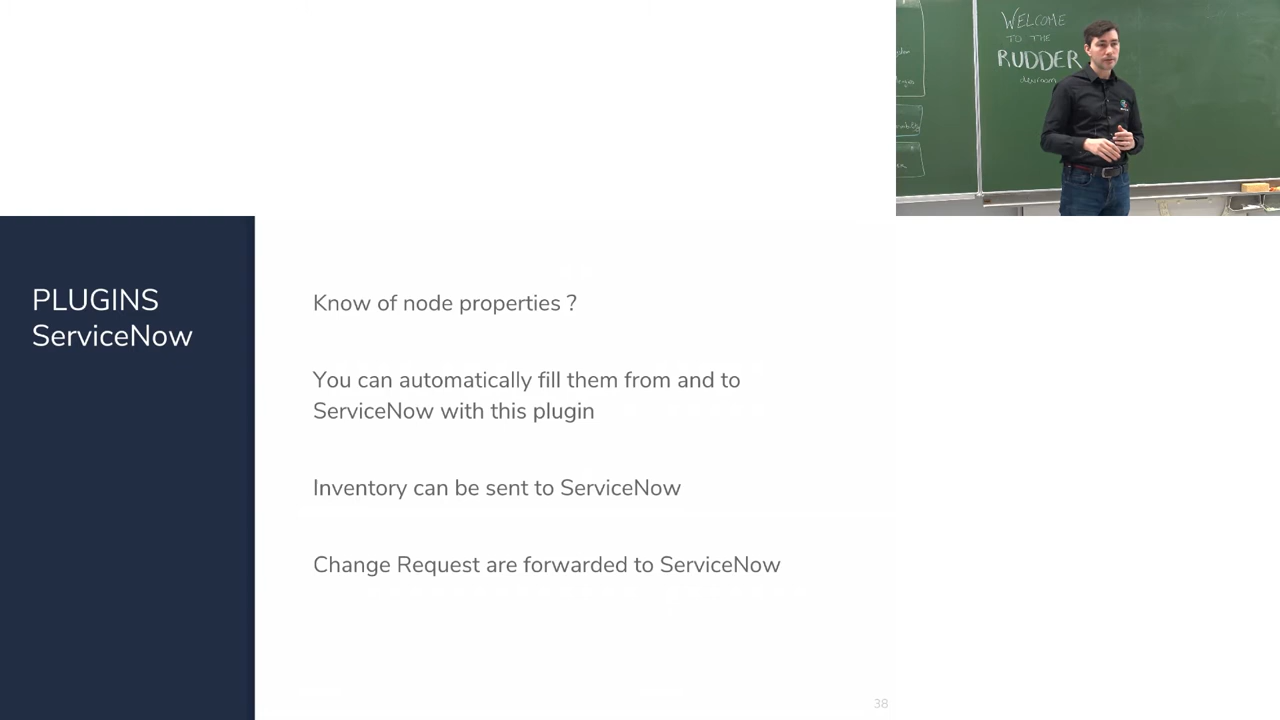 WELCOME
TO THE
RUDDER
PLUGINS
ServiceNow
Know of node properties ?
You can automatically fill them from and to
ServiceNow with this plugin
Inventory can be sent to ServiceNow
Change Request are forwarded to ServiceNow
38